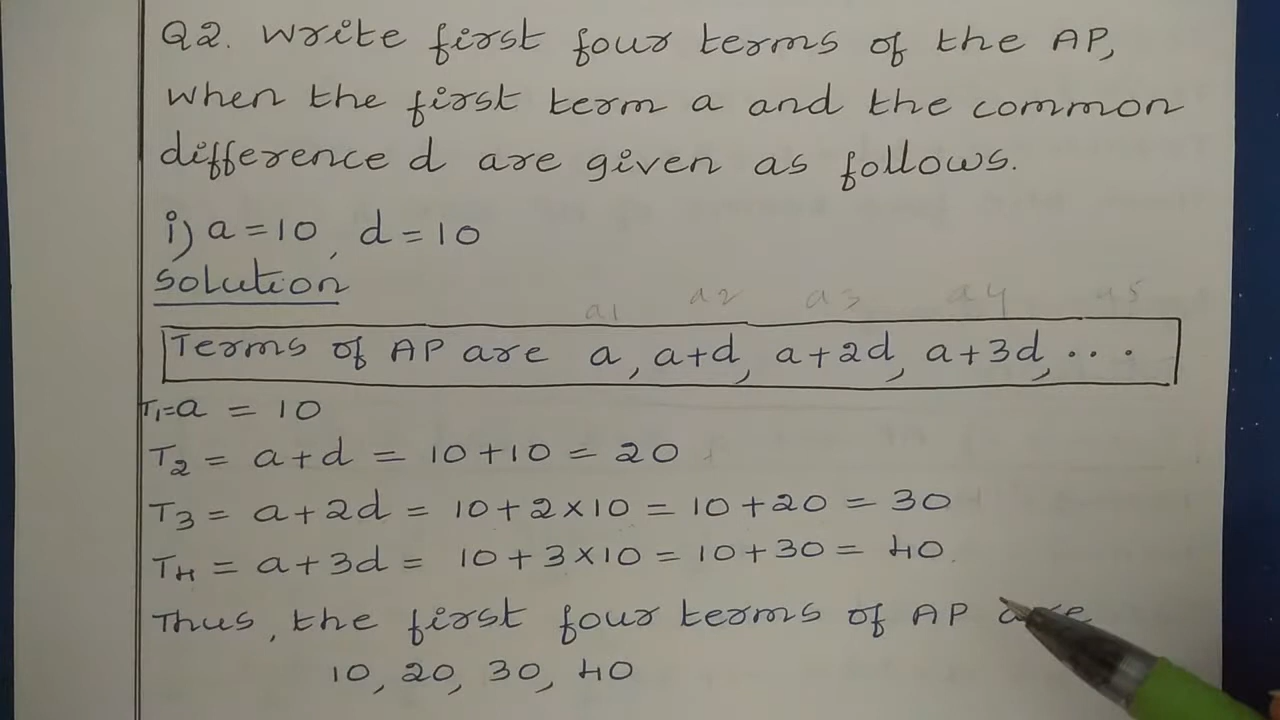 Q2. Write first four terms of the AP,
when the first term a and the common
difference d are given as follows.
i) a = 10, d = 10
Solution
a1 a2 a3 a4 a5
Terms of AP are a, a+d, a+2d, a+3d, ...
T1=a = 10
T2 = a+d = 10+10 = 20
T3 = a+2d = 10+2×10 = 10+20 = 30
T4 = a+3d = 10+3×10 = 10+30 = 40.
Thus, the first four terms of AP are
10, 20, 30, 40